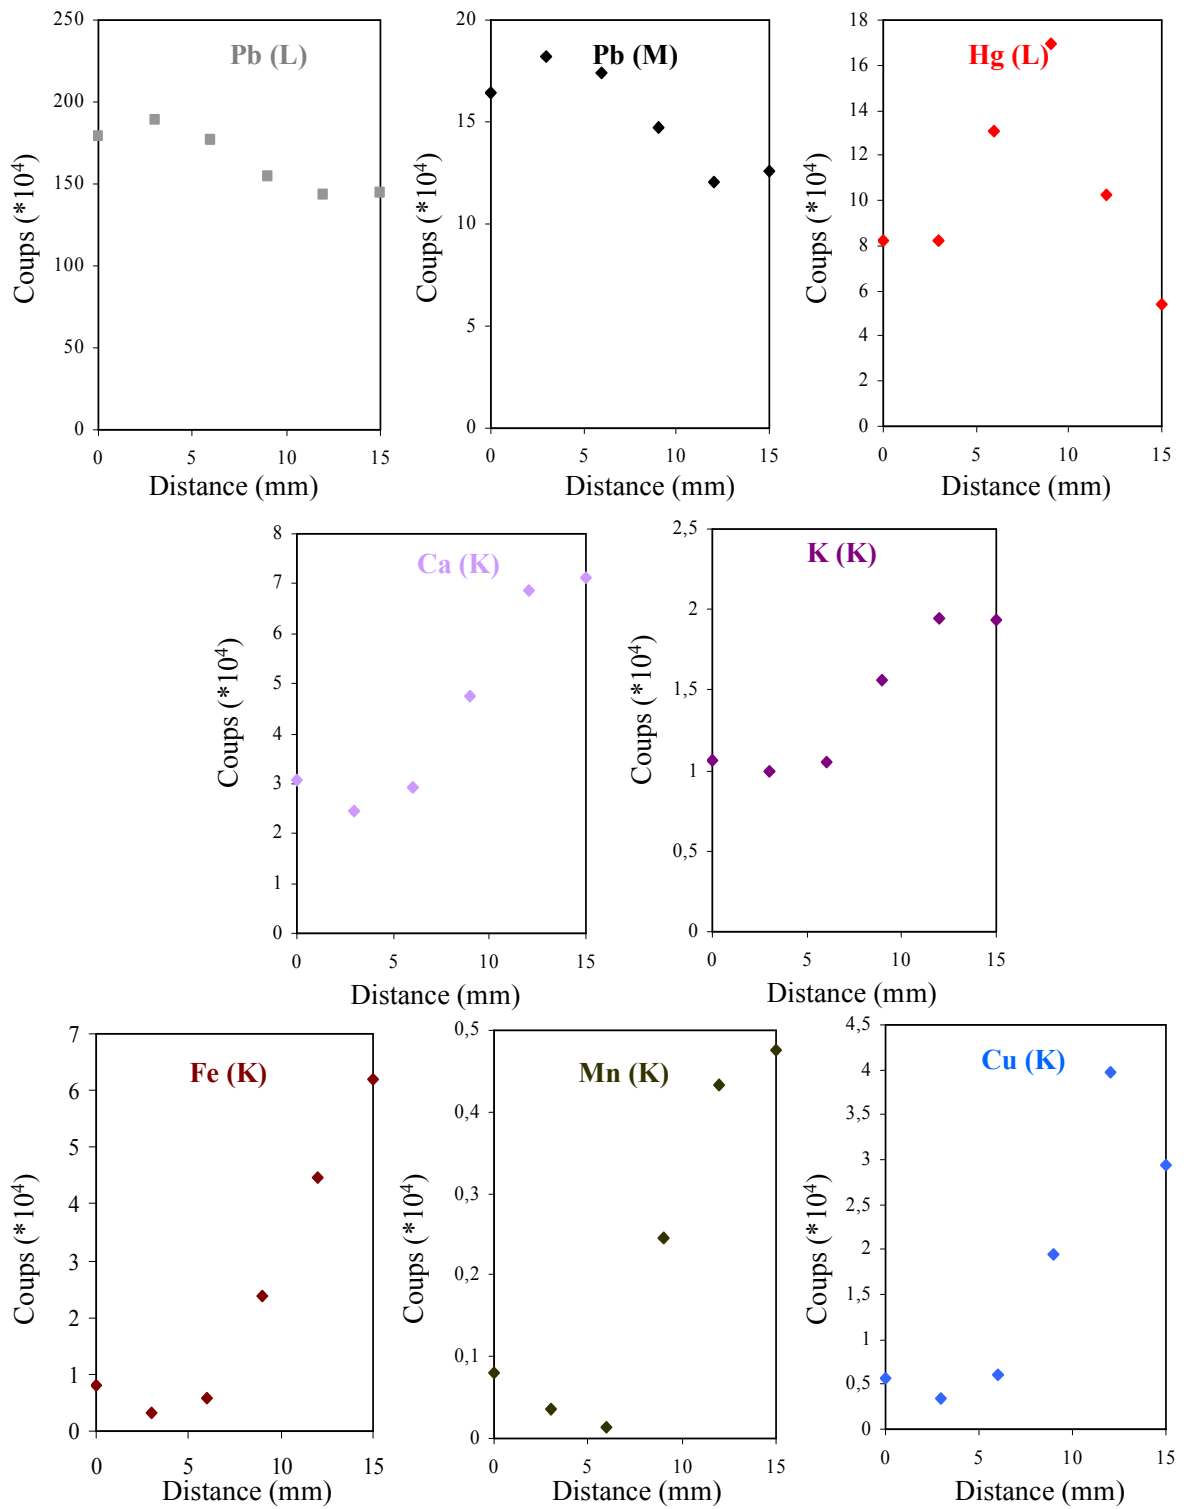 Pb (L)
250
200
150
100
50
0
Coups (*10⁴)
0 5 10 15
Distance (mm)
Pb (M)
20
15
10
5
0
Coups (*10⁴)
0 5 10 15
Distance (mm)
Hg (L)
18
16
14
12
10
8
6
4
2
0
Coups (*10⁴)
0 5 10 15
Distance (mm)
Ca (K)
8
7
6
5
4
3
2
1
0
Coups (*10⁴)
0 5 10 15
Distance (mm)
K (K)
2,5
2
1,5
1
0,5
0
Coups (*10⁴)
0 5 10 15
Distance (mm)
Fe (K)
7
6
5
4
3
2
1
0
Coups (*10⁴)
0 5 10 15
Distance (mm)
Mn (K)
0,5
0,4
0,3
0,2
0,1
0
Coups (*10⁴)
0 5 10 15
Distance (mm)
Cu (K)
4,5
4
3,5
3
2,5
2
1,5
1
0,5
0
Coups (*10⁴)
0 5 10 15
Distance (mm)